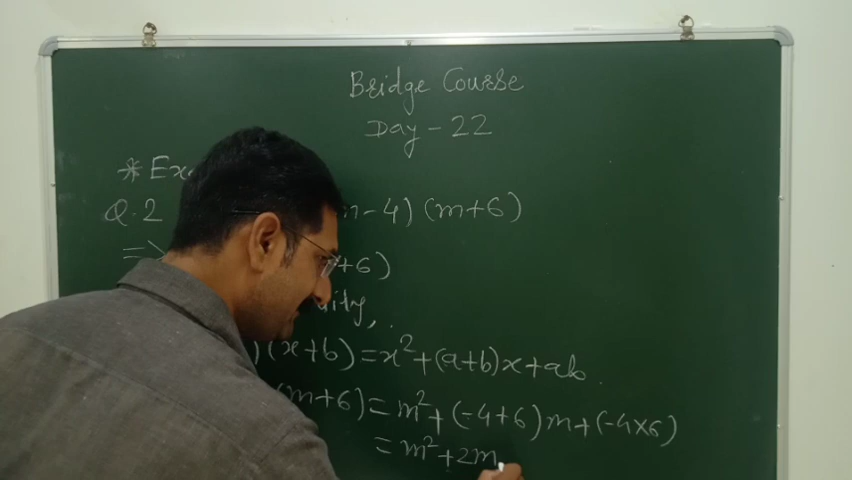 Bridge Course
Day - 22
* Ex
Q.2 - 4) (m+6)
=> +6)
,
)(x+b) = x²+(a+b)x+ab.
(m+6) = m²+(-4+6)m+(-4×6)
= m²+2m